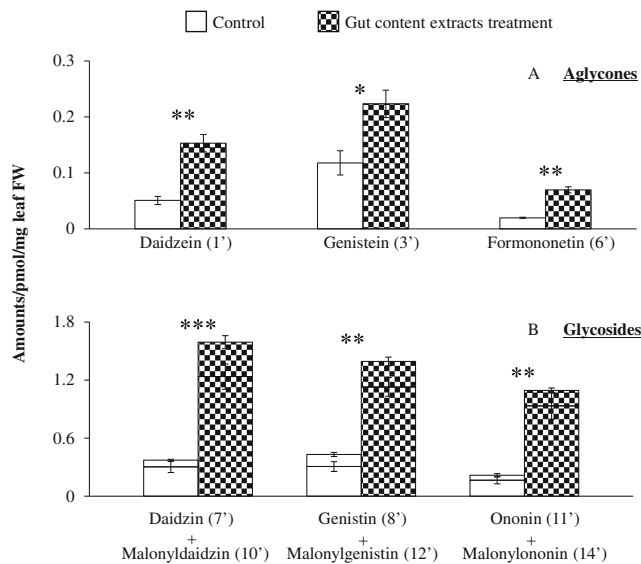 Control Gut content extracts treatment
Amounts/pmol/mg leaf FW
A Aglycones
0.3
0.2
0.1
0
** * **
Daidzein (1’) Genistein (3’) Formononetin (6’)
B Glycosides
1.8
1.2
0.6
0
*** ** **
Daidzin (7’) Genistin (8’) Ononin (11’)
+ + +
Malonyldaidzin (10’) Malonylgenistin (12’) Malonylononin (14’)